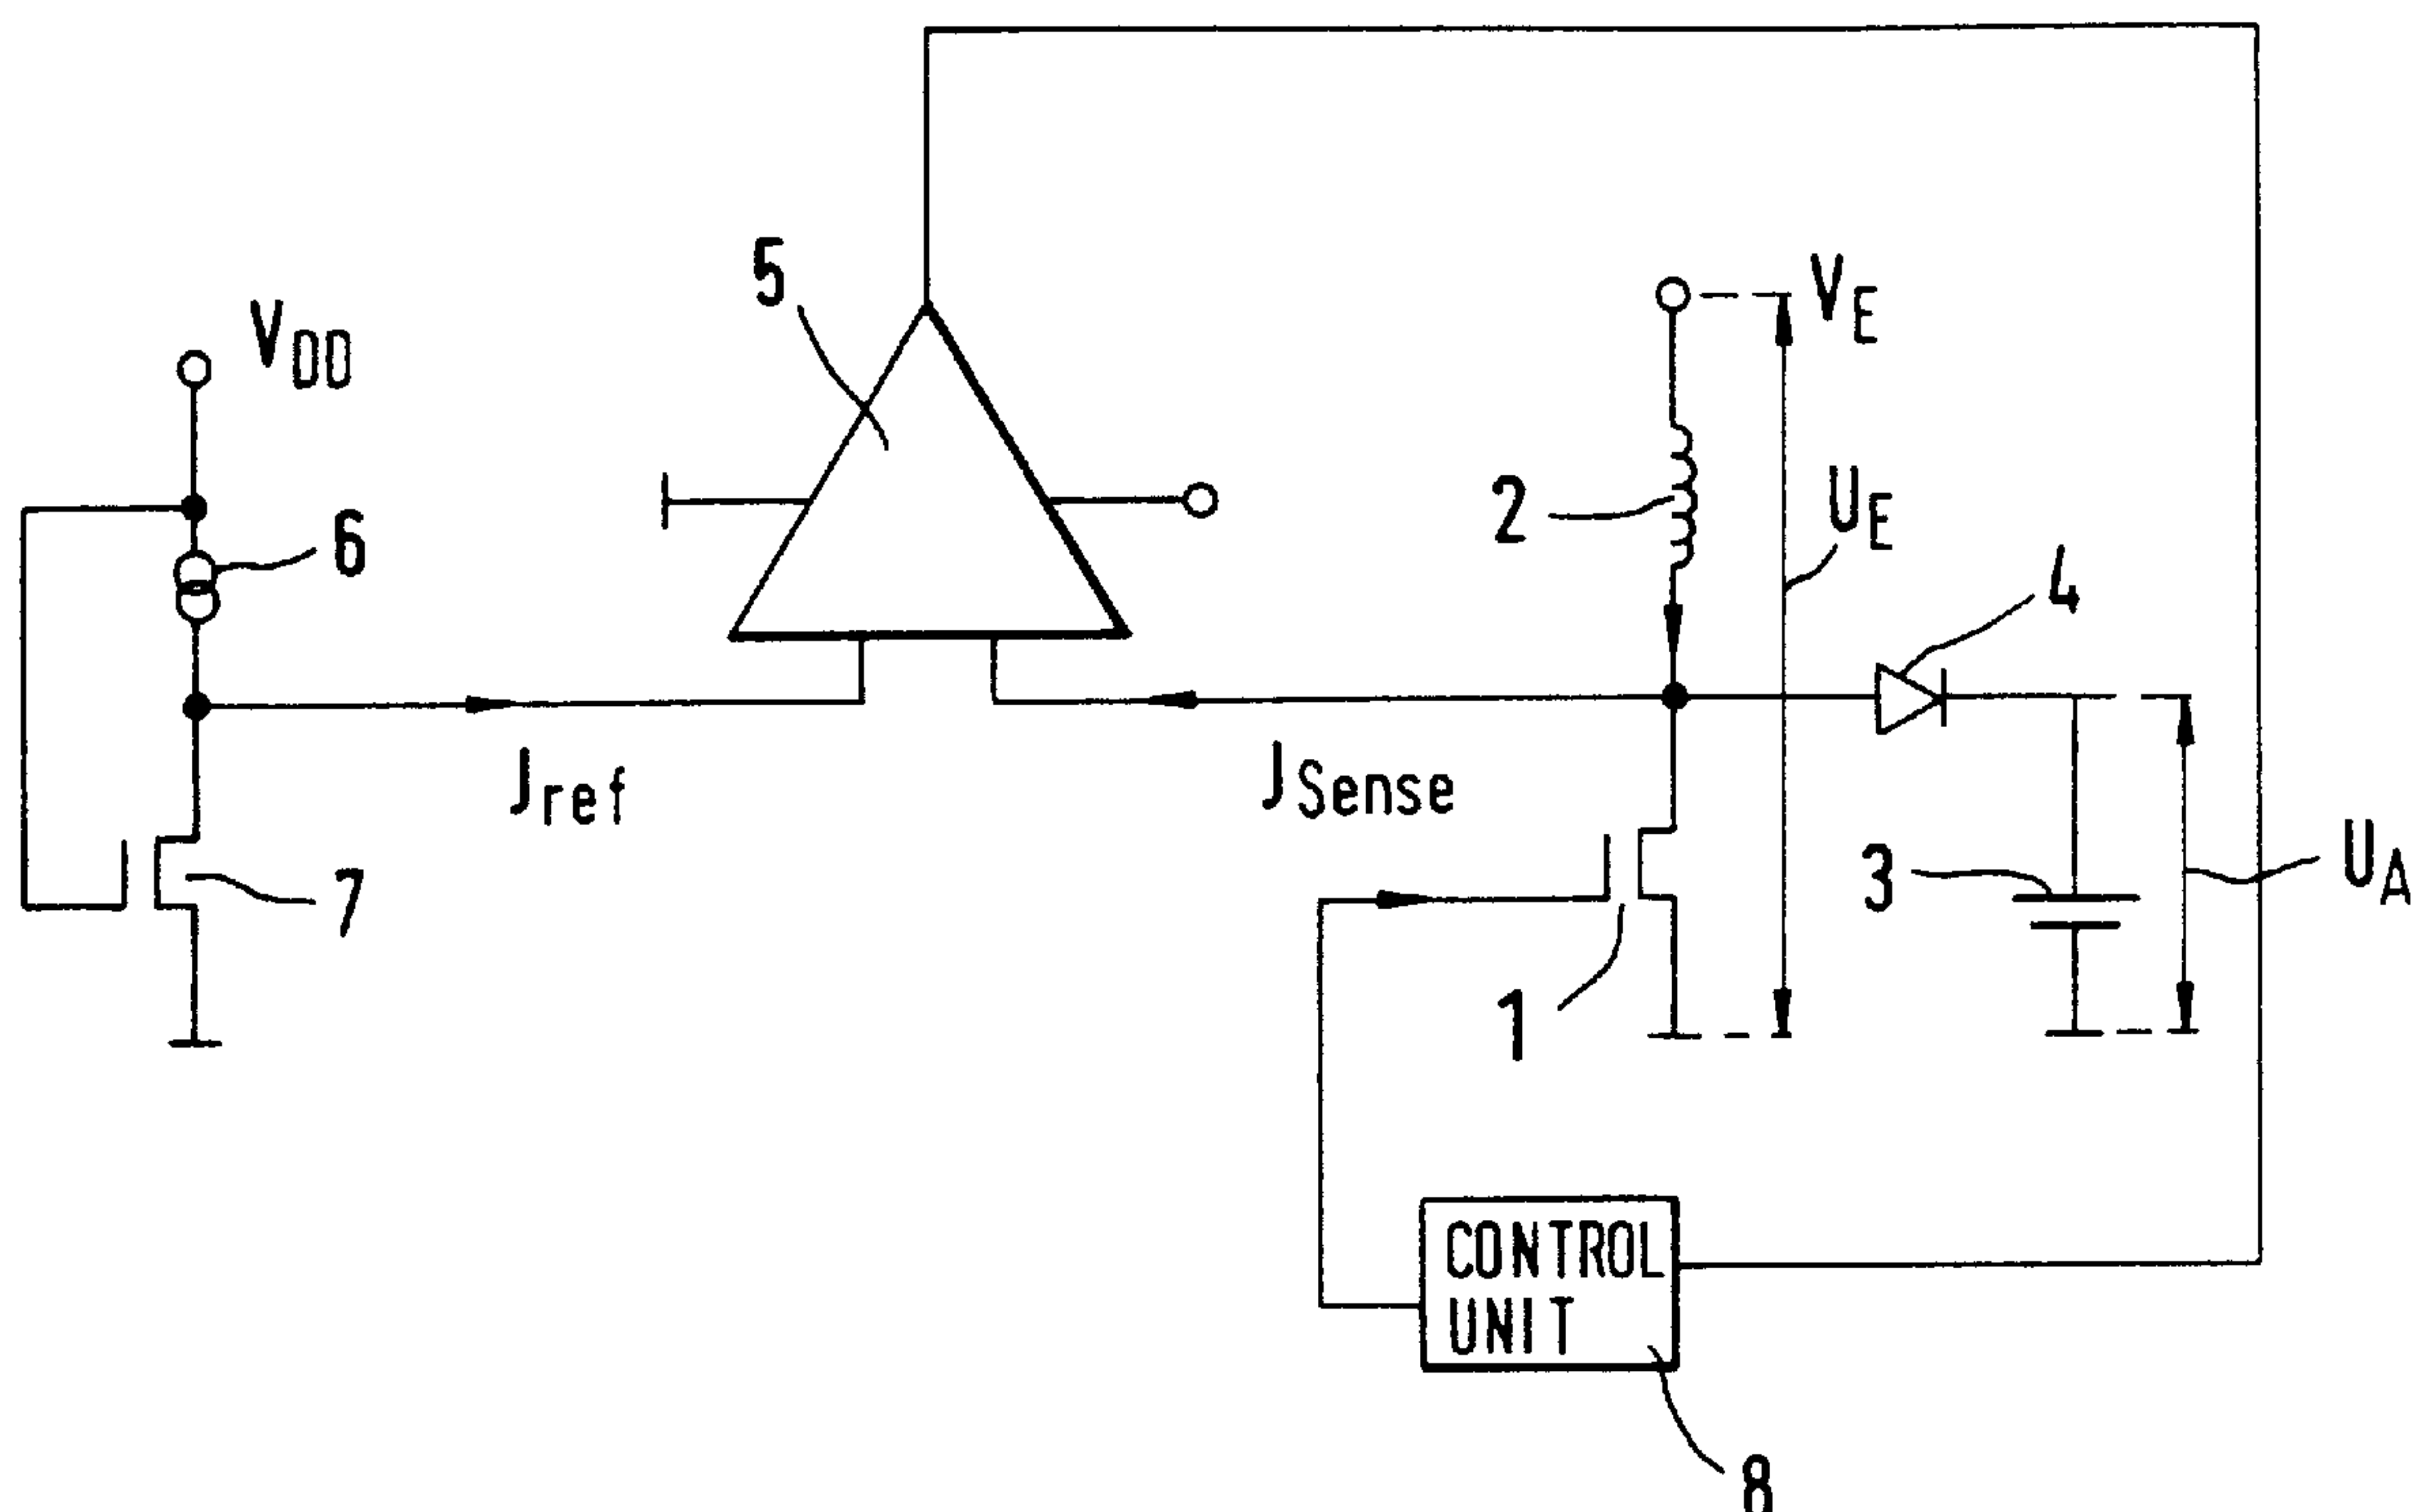 5
V_E
V_DD
U_E
2
6
4
J_ref
J_Sense
U_A
3
7
1
CONTROL
UNIT
8